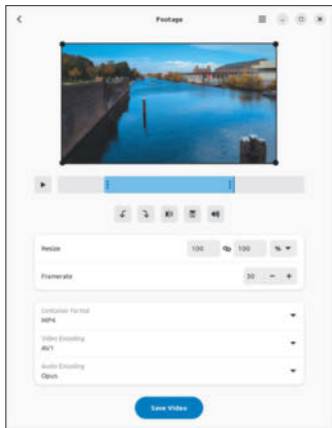 Footage
Resize 100 100 %
Framerate 30 − +
Container Format
MP4
Video Encoding
AV1
Audio Encoding
Opus
Save Video